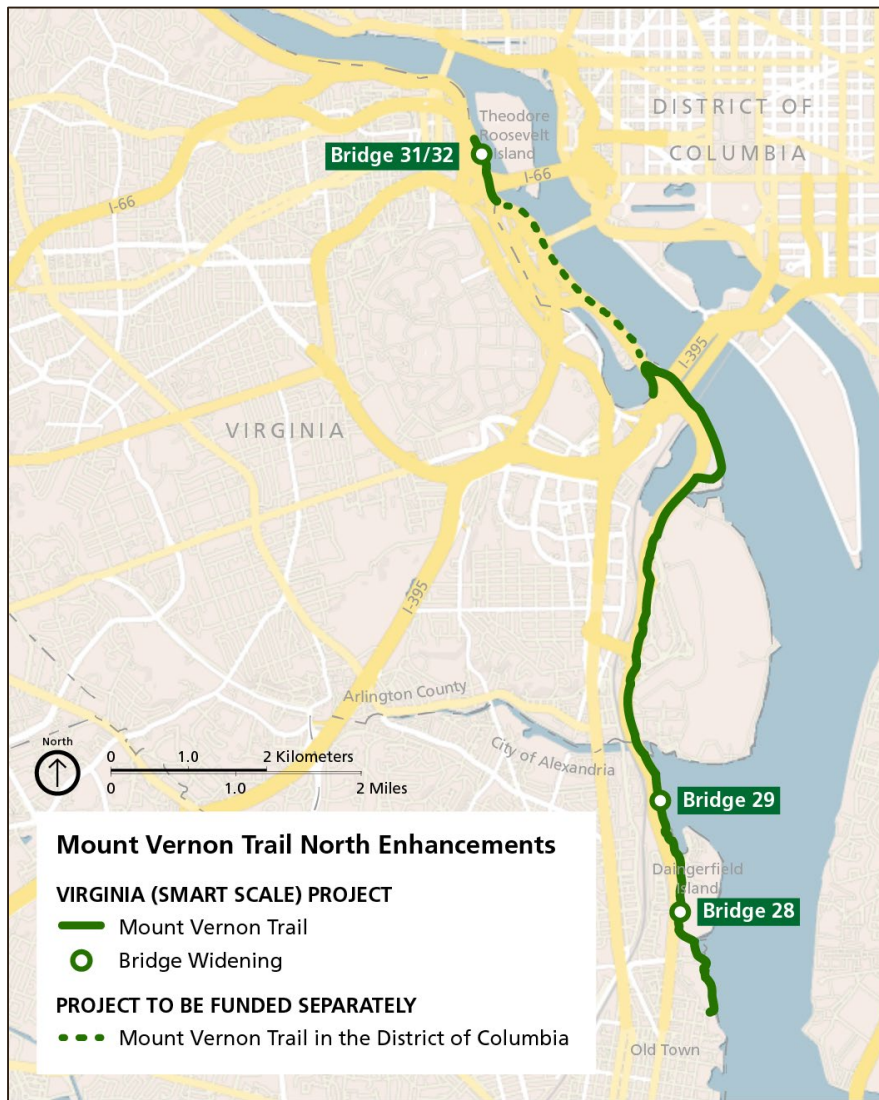 Theodore
Roosevelt
Island
DISTRICT OF
COLUMBIA
Bridge 31/32
I-66
I-66
I-395
VIRGINIA
I-395
Arlington County
City of Alexandria
North
0 1.0 2 Kilometers
0 1.0 2 Miles
Bridge 29
Daingerfield
Island
Bridge 28
Old Town
Mount Vernon Trail North Enhancements
VIRGINIA (SMART SCALE) PROJECT
Mount Vernon Trail
Bridge Widening
PROJECT TO BE FUNDED SEPARATELY
Mount Vernon Trail in the District of Columbia